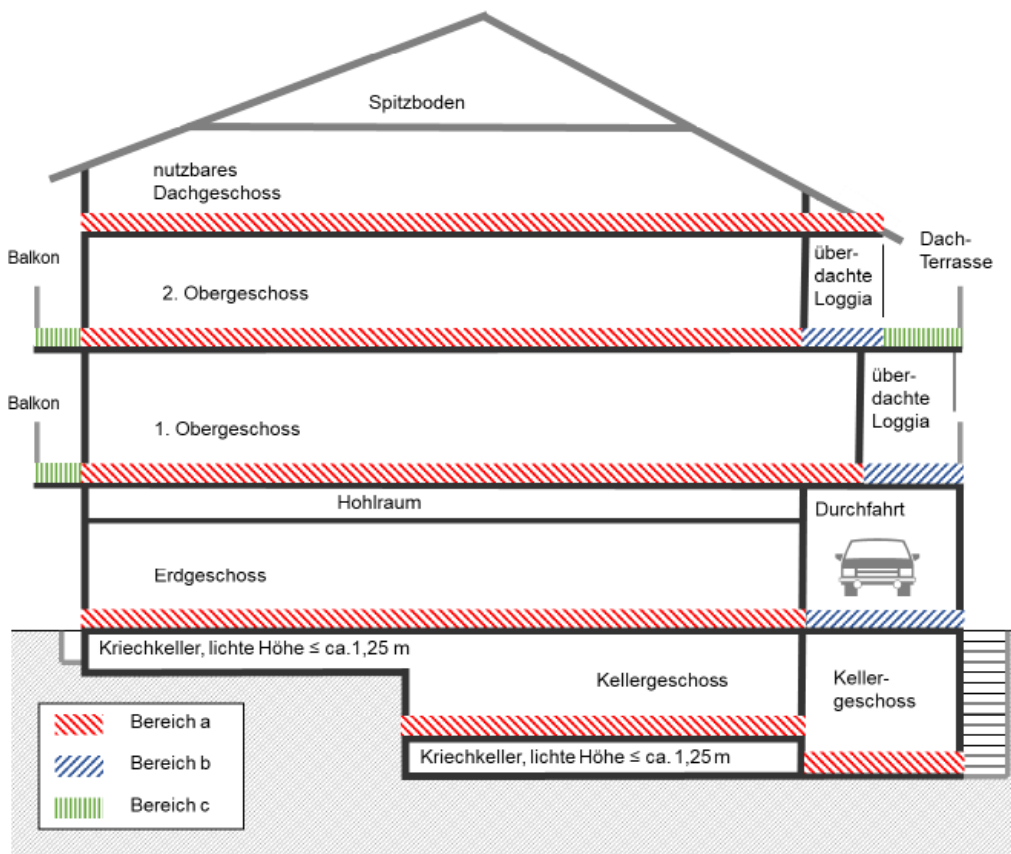 Spitzboden
nutzbares
Dachgeschoss
Balkon
2. Obergeschoss
über-
dachte
Loggia
Dach-
Terrasse
Balkon
1. Obergeschoss
über-
dachte
Loggia
Hohlraum
Durchfahrt
Erdgeschoss
Kriechkeller, lichte Höhe ≤ ca.1,25 m
Kellergeschoss
Keller-
geschoss
Kriechkeller, lichte Höhe ≤ ca. 1,25 m
Bereich a
Bereich b
Bereich c